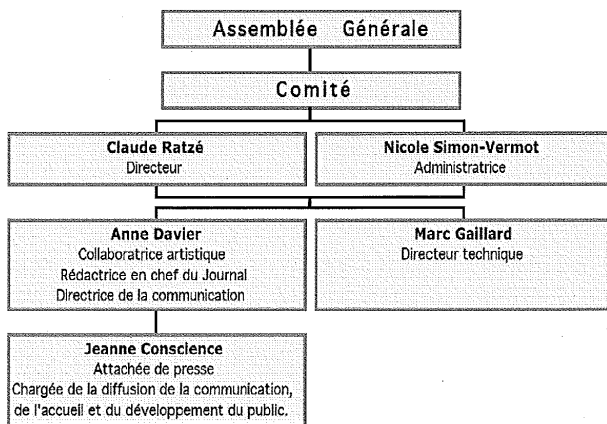 Assemblée Générale
Comité
Claude Ratzé
Directeur
Nicole Simon-Vermot
Administratrice
Anne Davier
Collaboratrice artistique
Rédactrice en chef du Journal
Directrice de la communication
Marc Gaillard
Directeur technique
Jeanne Conscience
Attachée de presse
Chargée de la diffusion de la communication,
de l'accueil et du développement du public.